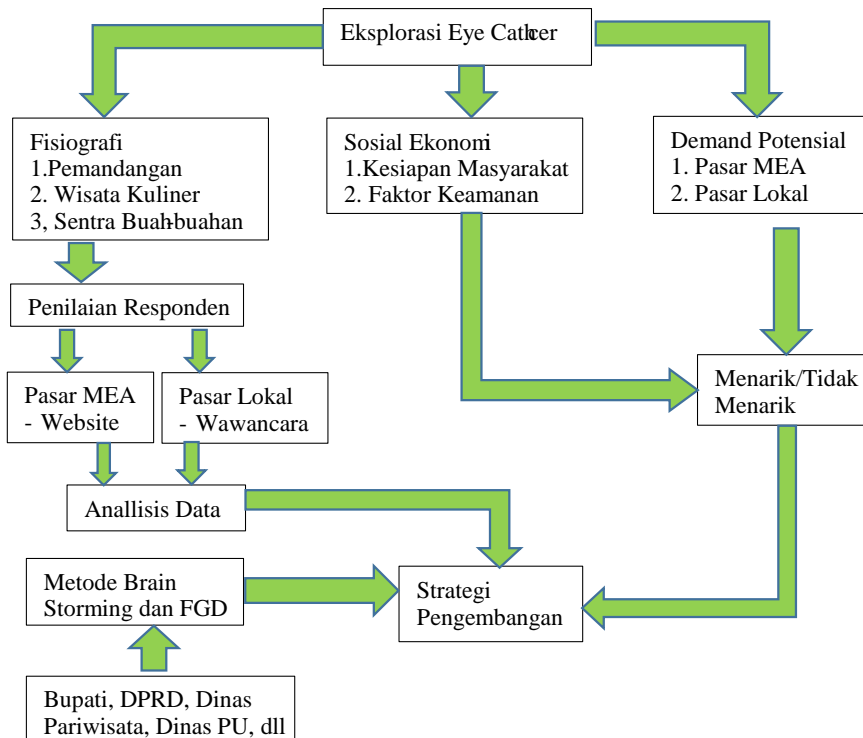 Eksplorasi Eye Catcher
Fisiografi
1.Pemandangan
2. Wisata Kuliner
3, Sentra Buah-buahan
Sosial Ekonomi
1.Kesiapan Masyarakat
2. Faktor Keamanan
Demand Potensial
1. Pasar MEA
2. Pasar Lokal
Penilaian Responden
Pasar MEA
- Website
Pasar Lokal
- Wawancara
Menarik/Tidak
Menarik
Anallisis Data
Metode Brain
Storming dan FGD
Strategi
Pengembangan
Bupati, DPRD, Dinas
Pariwisata, Dinas PU, dll